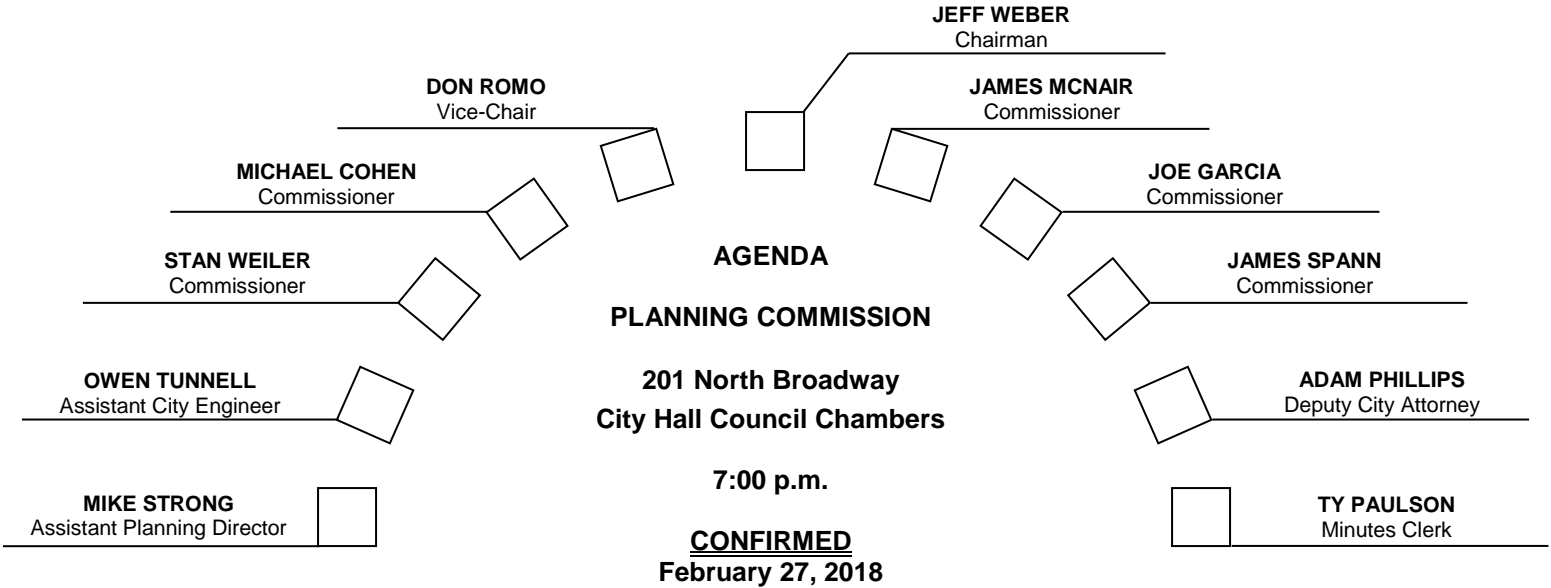 JEFF WEBER
Chairman
DON ROMO
Vice-Chair
JAMES MCNAIR
Commissioner
MICHAEL COHEN
Commissioner
JOE GARCIA
Commissioner
STAN WEILER
Commissioner
JAMES SPANN
Commissioner
OWEN TUNNELL
Assistant City Engineer
ADAM PHILLIPS
Deputy City Attorney
MIKE STRONG
Assistant Planning Director
TY PAULSON
Minutes Clerk
AGENDA
PLANNING COMMISSION
201 North Broadway
City Hall Council Chambers
7:00 p.m.
CONFIRMED
February 27, 2018